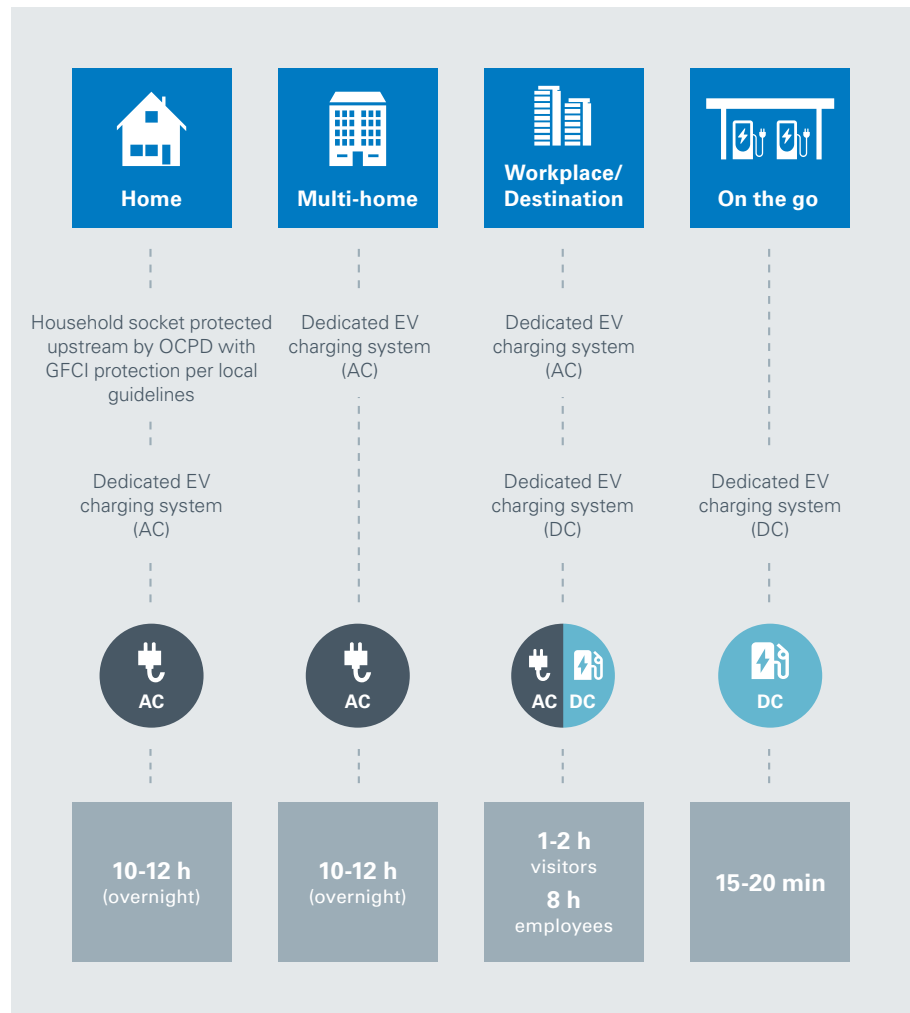 Home
Multi-home
Workplace/
Destination
On the go
Household socket protected
upstream by OCPD with
GFCI protection per local
guidelines
Dedicated EV
charging system
(AC)
Dedicated EV
charging system
(AC)
Dedicated EV
charging system
(AC)
Dedicated EV
charging system
(DC)
Dedicated EV
charging system
(DC)
AC
AC
AC DC
DC
10-12 h
(overnight)
10-12 h
(overnight)
1-2 h
visitors
8 h
employees
15-20 min